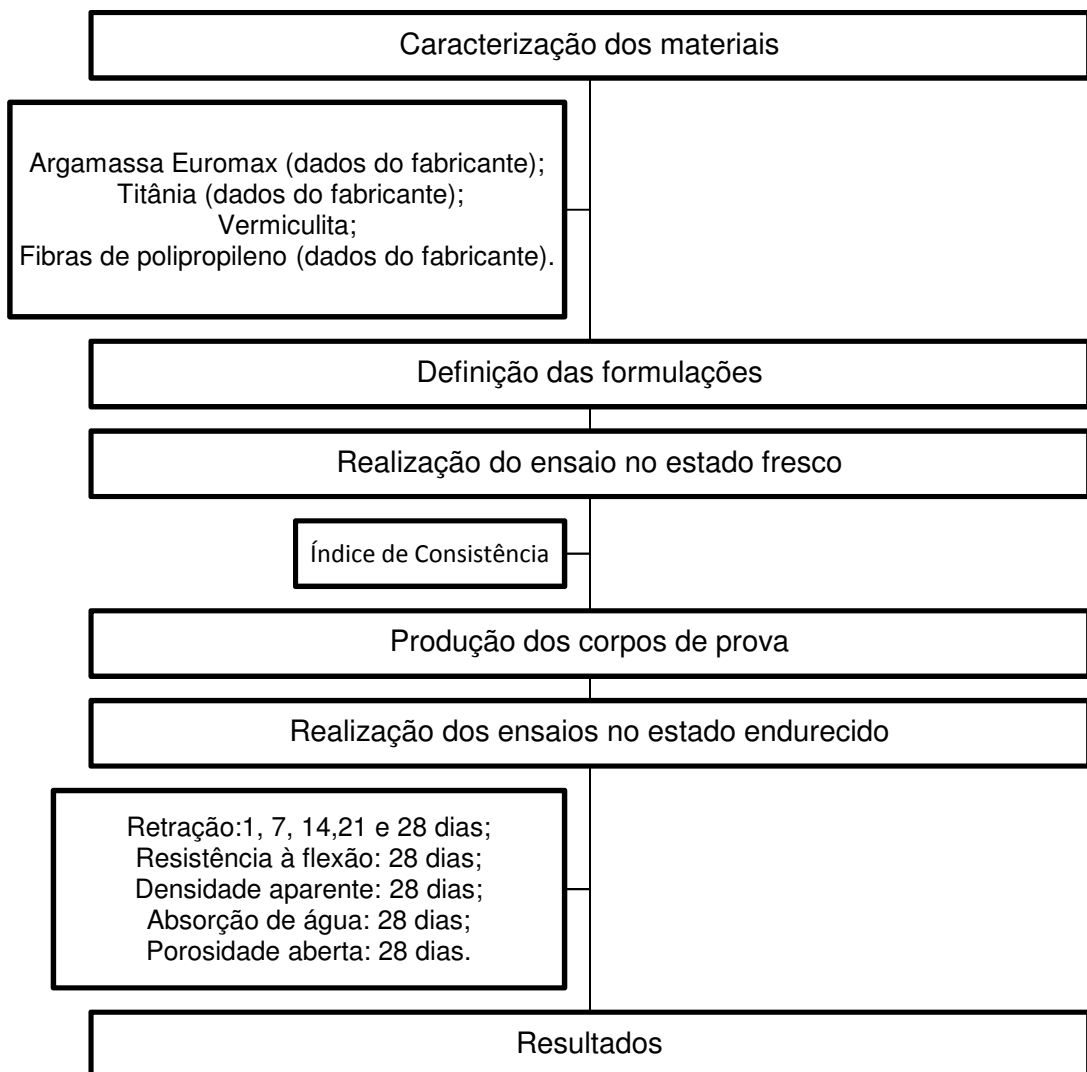 Caracterização dos materiais
Argamassa Euromax (dados do fabricante);
Titânia (dados do fabricante);
Vermiculita;
Fibras de polipropileno (dados do fabricante).
Definição das formulações
Realização do ensaio no estado fresco
Índice de Consistência
Produção dos corpos de prova
Realização dos ensaios no estado endurecido
Retração:1, 7, 14,21 e 28 dias;
Resistência à flexão: 28 dias;
Densidade aparente: 28 dias;
Absorção de água: 28 dias;
Porosidade aberta: 28 dias.
Resultados